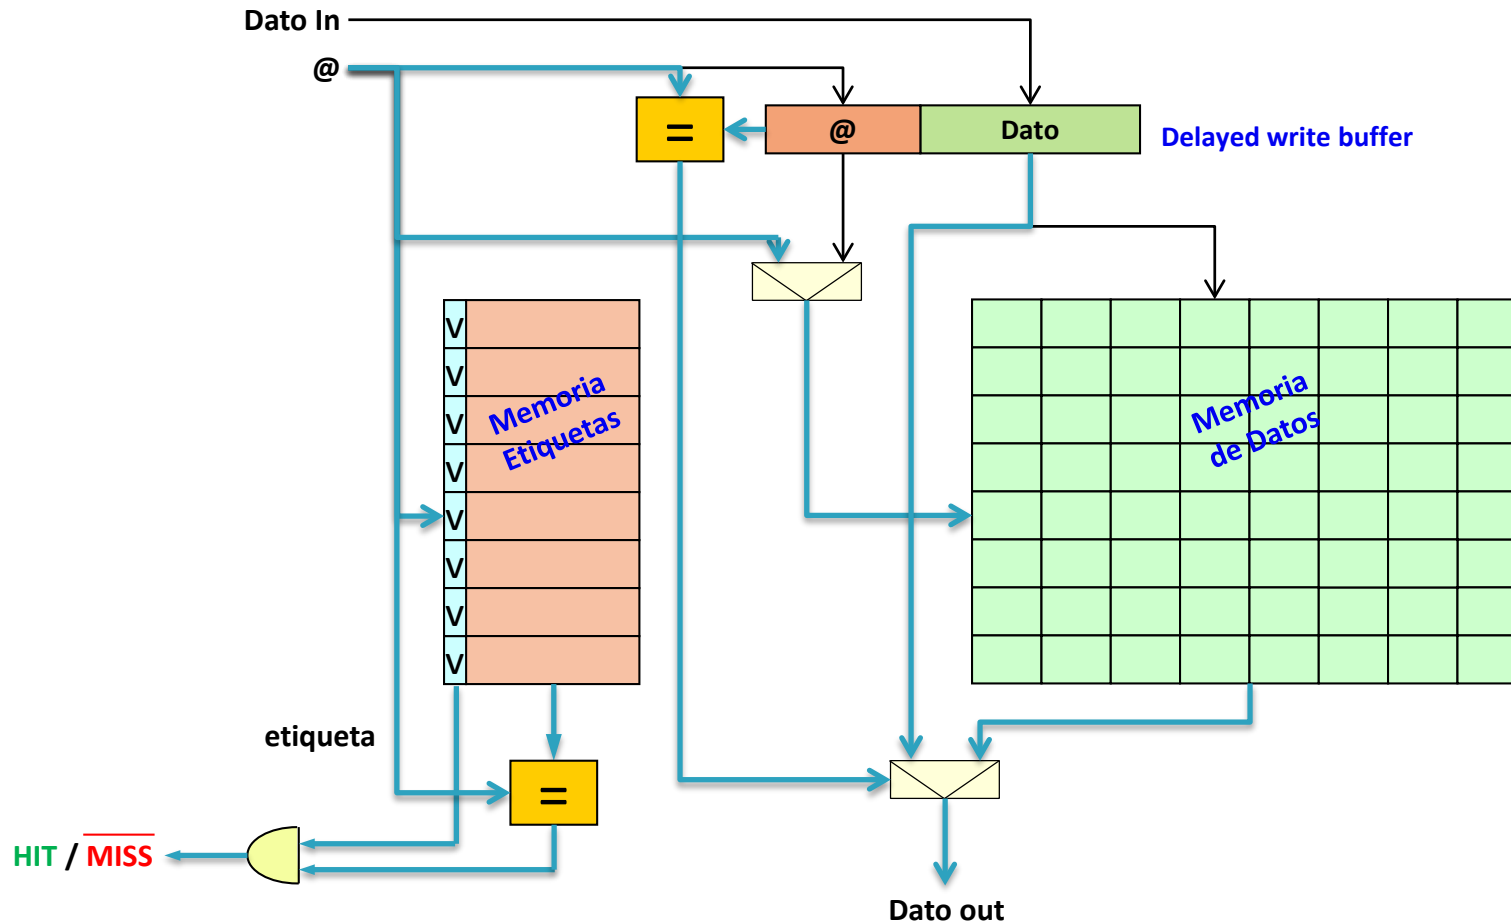 Dato In
@
=
@
Dato
Delayed write buffer
V
V
V
V
V
V
V
V
Memoria
Etiquetas
Memoria
de Datos
etiqueta
=
HIT / MISS
Dato out